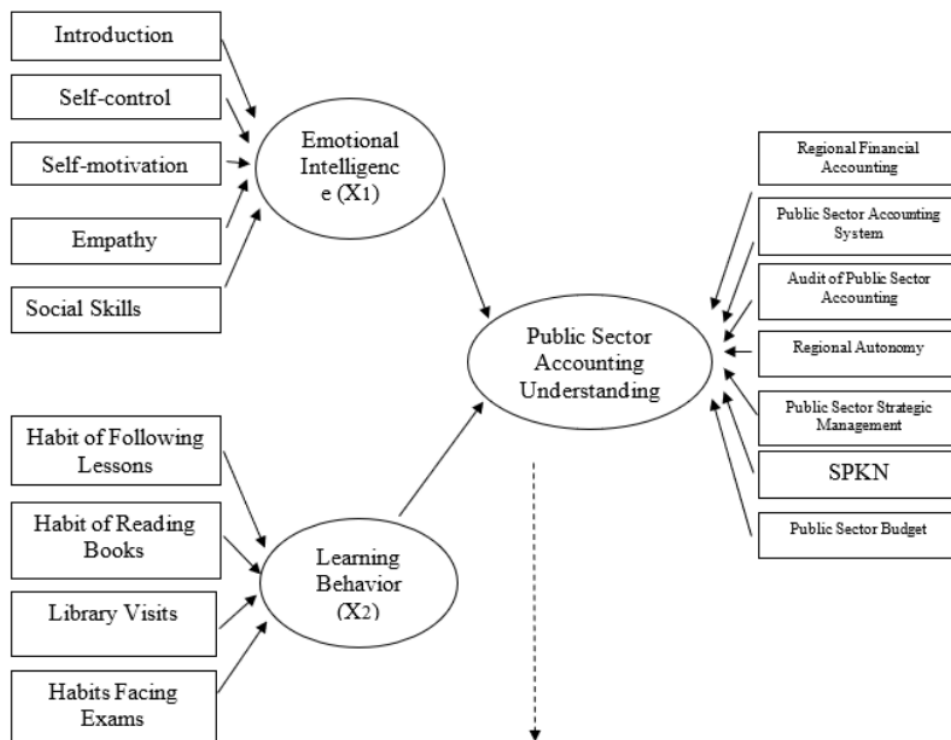 Introduction
Self-control
Self-motivation
Empathy
Social Skills
Emotional
Intelligenc
e (X1)
Habit of Following
Lessons
Habit of Reading
Books
Library Visits
Habits Facing
Exams
Learning
Behavior
(X2)
Public Sector
Accounting
Understanding
Regional Financial
Accounting
Public Sector Accounting
System
Audit of Public Sector
Accounting
Regional Autonomy
Public Sector Strategic
Management
SPKN
Public Sector Budget